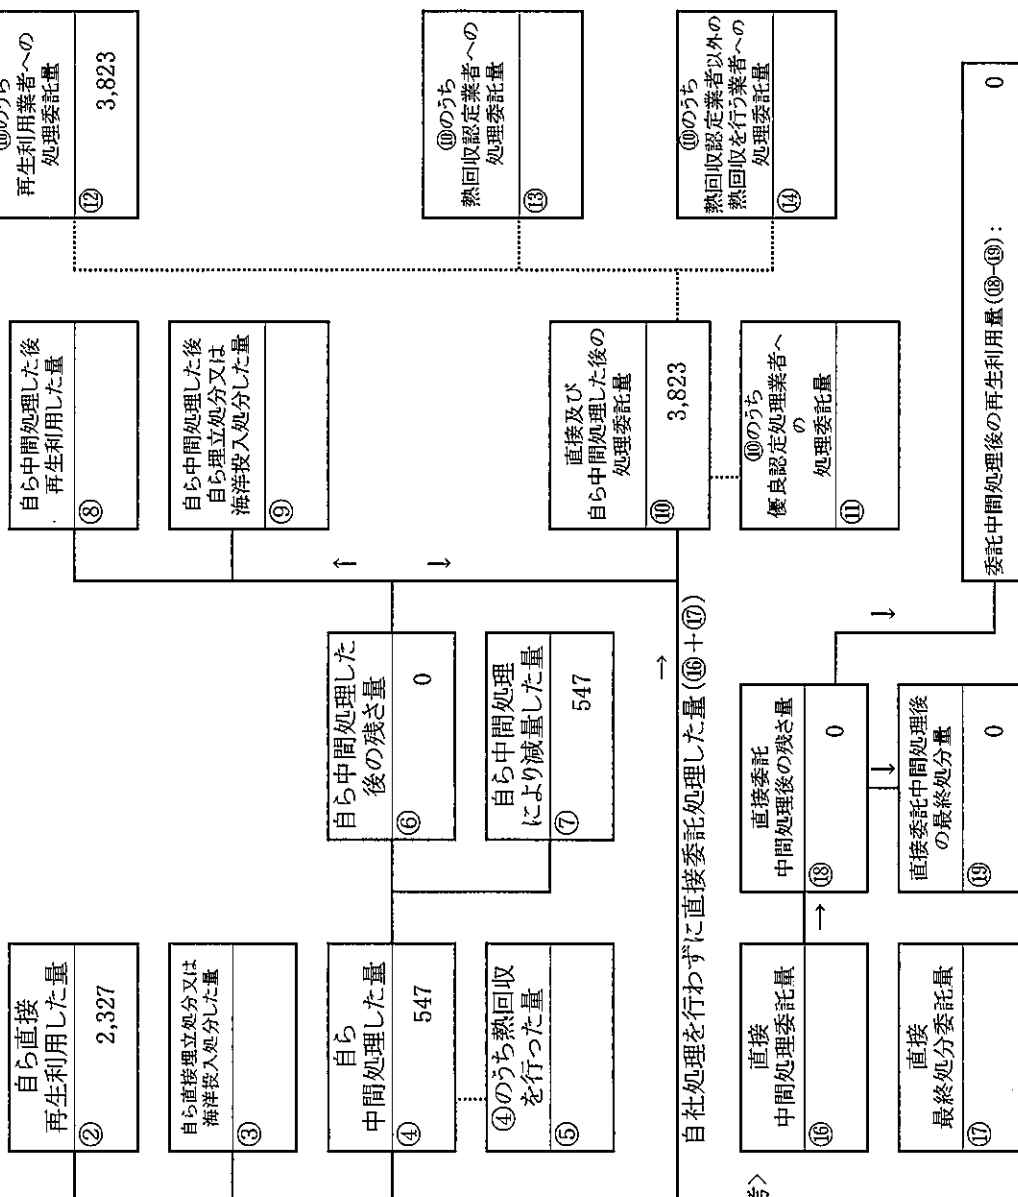 自ら直接
再生利用した量
②
2,327
自ら直接埋立処分又は
海洋投入処分した量
③
自ら
中間処理した量
④
547
④のうち熱回収
を行った量
⑤
自ら中間処理した
後の残さ量
⑥
0
自ら中間処理
により減量した量
⑦
547
自ら中間処理した後
再生利用した量
⑧
自ら中間処理した後
自ら埋立処分又は
海洋投入処分した量
⑨
直接及び
自ら中間処理した後の
処理委託量
⑩
3,823
⑩のうち
優良認定処理業者へ
の
処理委託量
⑪
⑩のうち
再生利用業者への
処理委託量
⑫
3,823
⑩のうち
熱回収認定業者への
処理委託量
⑬
⑩のうち
熱回収認定業者以外の
熱回収を行う業者への
処理委託量
⑭
→
自社処理を行わずに直接委託処理した量(⑯+⑰)
直接
中間処理委託量
⑯
→
直接
最終処分委託量
⑰
直接委託
中間処理後の残さ量
⑱
0
直接委託中間処理後
の最終処分量
⑲
0
委託中間処理後の再生利用量(⑱-⑲):
0